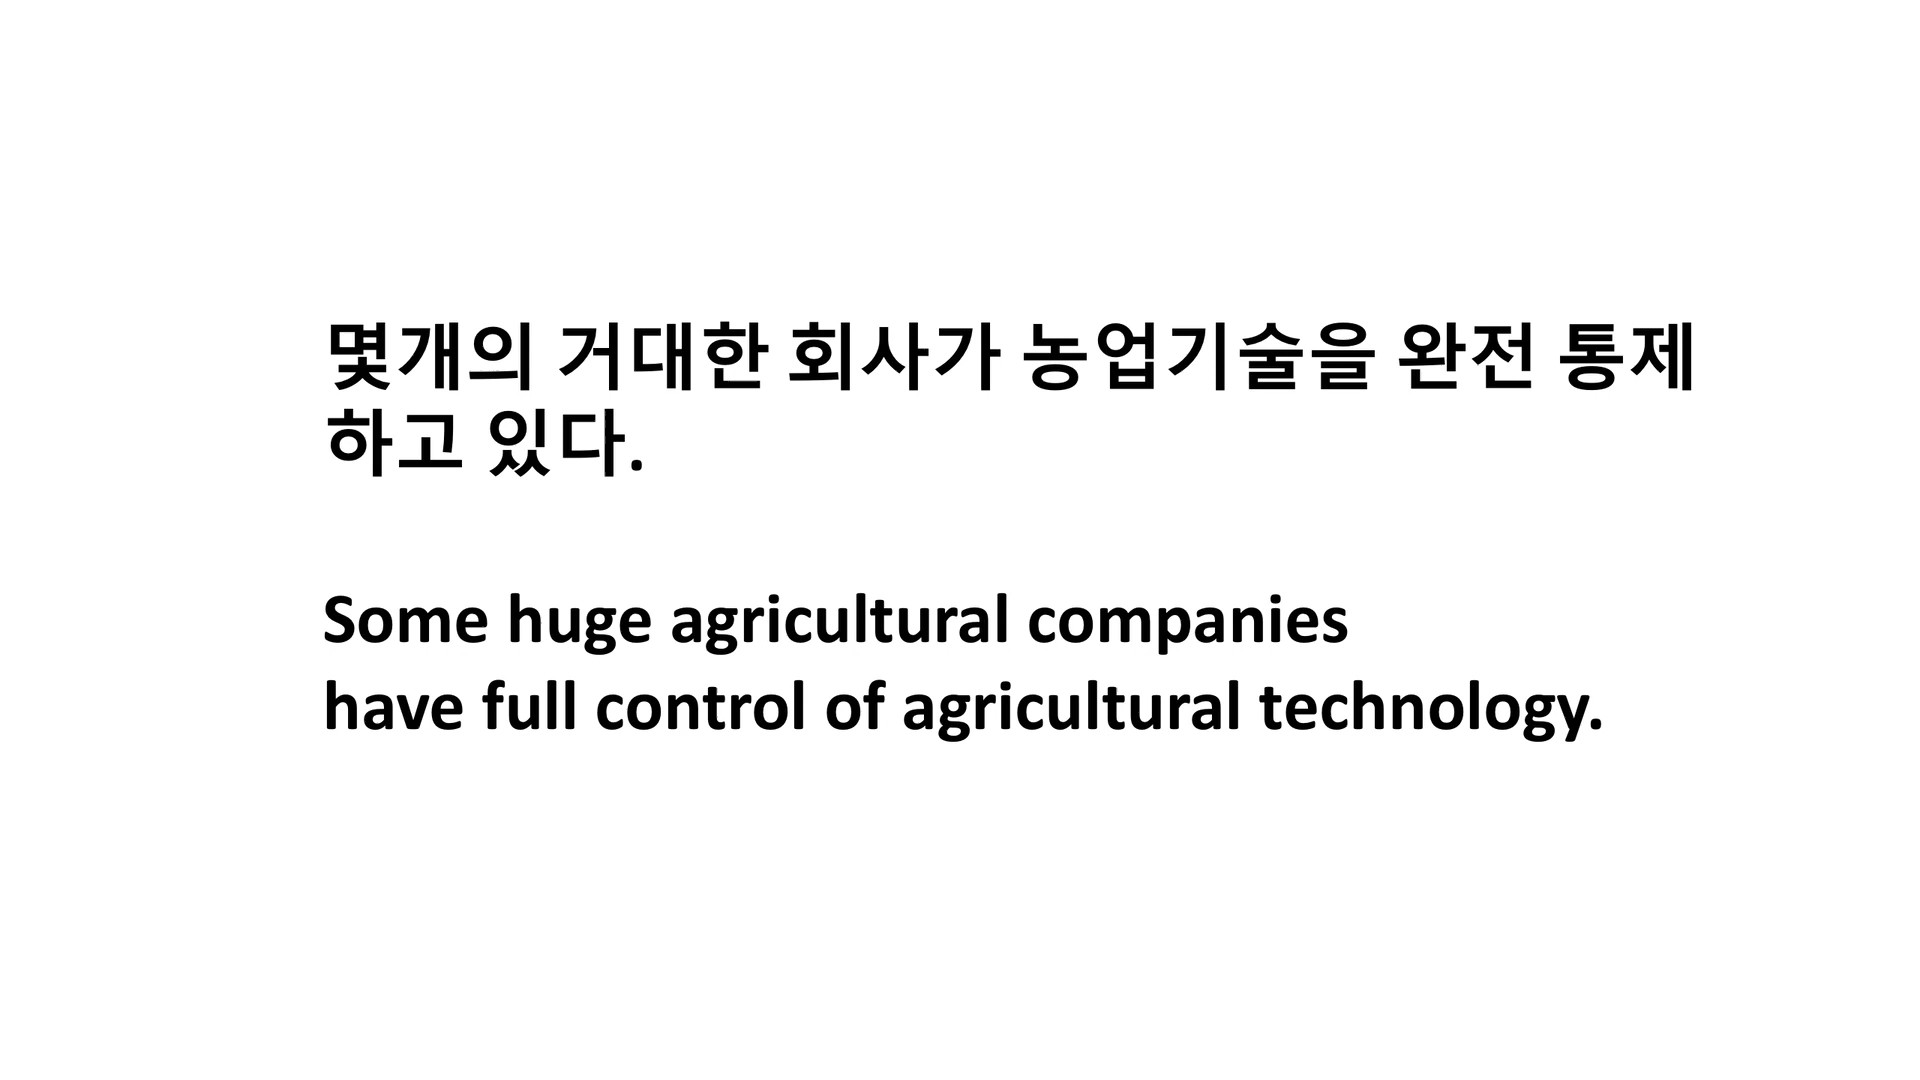 몇개의 거대한 회사가 농업기술을 완전 통제
하고 있다.
Some huge agricultural companies
have full control of agricultural technology.